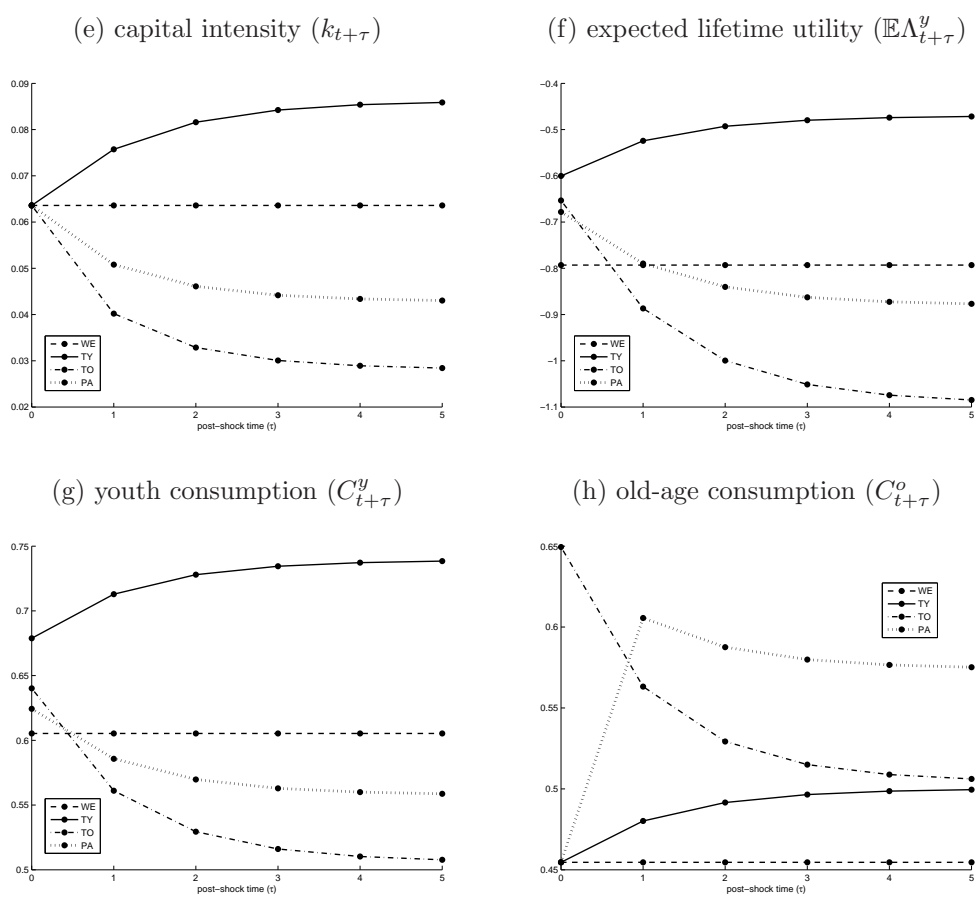 (e) capital intensity (k_{t+τ})
0.09
0.08
0.07
0.06
0.05
0.04
0.03
0.02
WE
TY
TO
PA
0 1 2 3 4 5
post−shock time (τ)
(f) expected lifetime utility (𝔼Λ^y_{t+τ})
−0.4
−0.5
−0.6
−0.7
−0.8
−0.9
−1
−1.1
WE
TY
TO
PA
0 1 2 3 4 5
post−shock time (τ)
(g) youth consumption (C^y_{t+τ})
0.75
0.7
0.65
0.6
0.55
0.5
WE
TY
TO
PA
0 1 2 3 4 5
post−shock time (τ)
(h) old-age consumption (C^o_{t+τ})
0.65
0.6
0.55
0.5
0.45
WE
TY
TO
PA
0 1 2 3 4 5
post−shock time (τ)